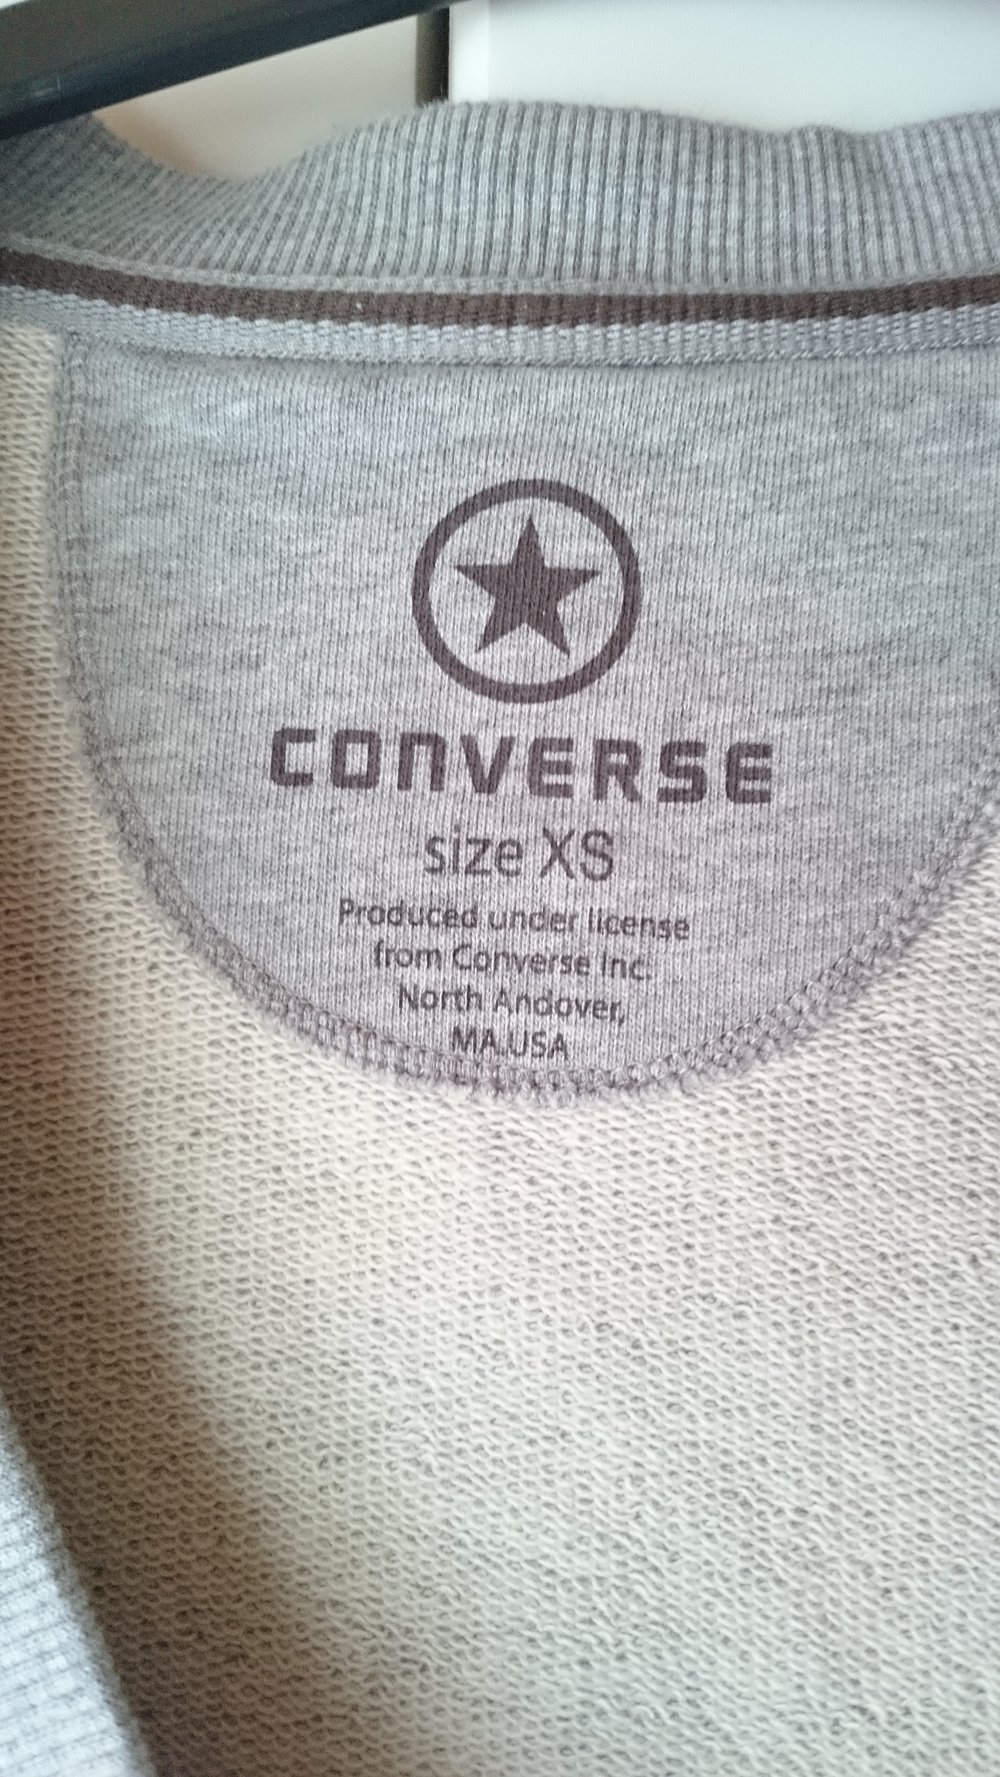 CONVERSE
size XS
Produced under license
from Converse Inc.
North Andover,
MA.USA